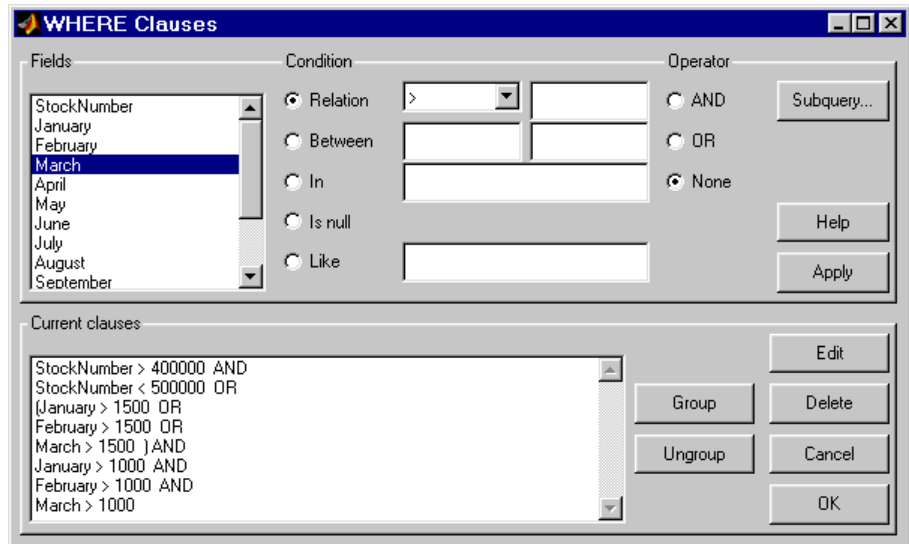 WHERE Clauses
Fields
StockNumber
January
February
March
April
May
June
July
August
September
Condition
Relation >
Between
In
Is null
Like
Operator
AND
OR
None
Subquery...
Help
Apply
Current clauses
StockNumber > 400000 AND
StockNumber < 500000 OR
(January > 1500 OR
February > 1500 OR
March > 1500 ) AND
January > 1000 AND
February > 1000 AND
March > 1000
Group
Ungroup
Edit
Delete
Cancel
OK